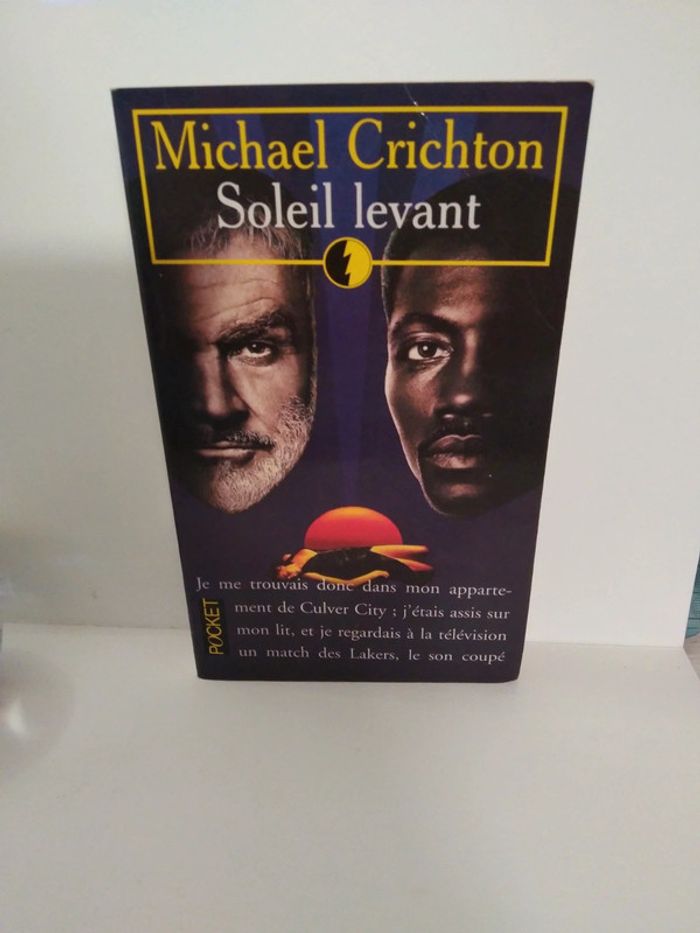 Michael Crichton
Soleil levant
Je me trouvais donc dans mon apparte-
ment de Culver City ; j'étais assis sur
mon lit, et je regardais à la télévision
un match des Lakers, le son coupé
POCKET